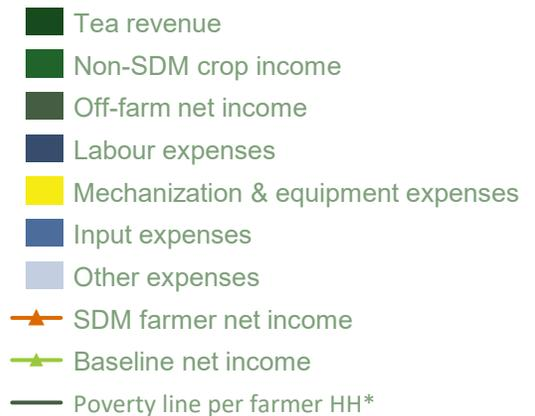 Tea revenue
Non-SDM crop income
Off-farm net income
Labour expenses
Mechanization & equipment expenses
Input expenses
Other expenses
SDM farmer net income
Baseline net income
Poverty line per farmer HH*